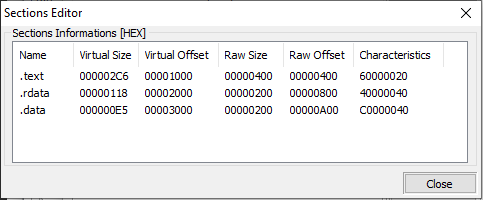 Sections Editor
Sections Informations [HEX]
Name Virtual Size Virtual Offset Raw Size Raw Offset Characteristics
.text 000002C6 00001000 00000400 00000400 60000020
.rdata 00000118 00002000 00000200 00000800 40000040
.data 000000E5 00003000 00000200 00000A00 C0000040
Close